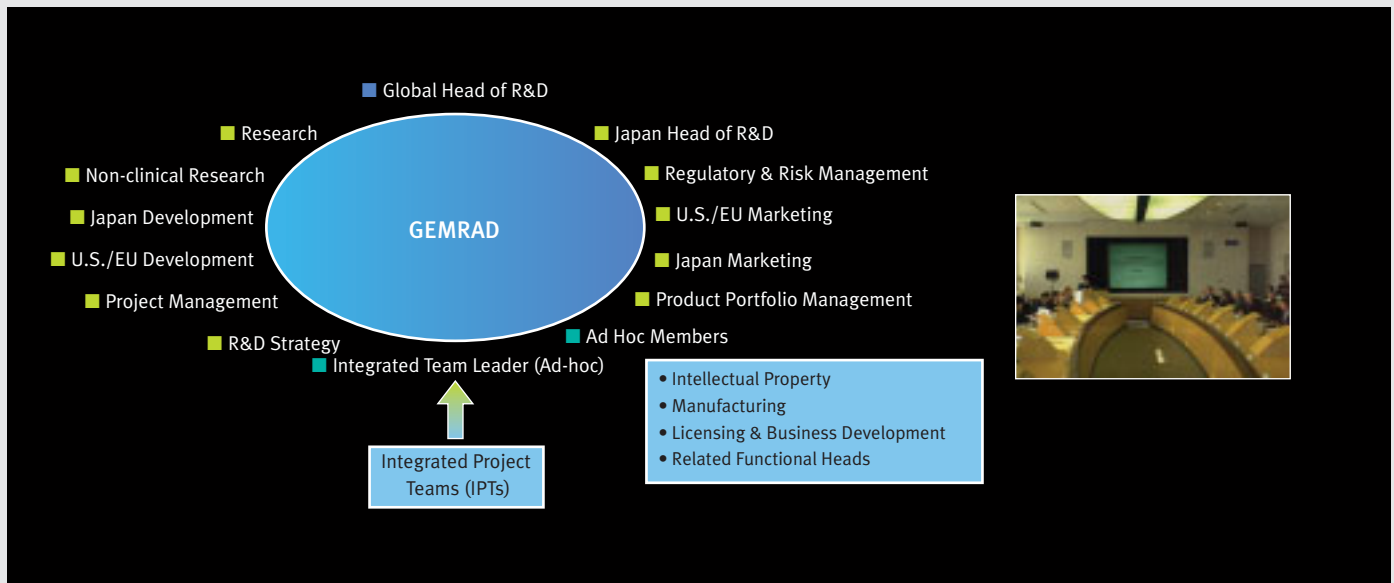 Global Head of R&D
Research
Japan Head of R&D
Non-clinical Research
Regulatory & Risk Management
Japan Development
U.S./EU Marketing
GEMRAD
U.S./EU Development
Japan Marketing
Project Management
Product Portfolio Management
R&D Strategy
Ad Hoc Members
Integrated Team Leader (Ad-hoc)
• Intellectual Property
• Manufacturing
• Licensing & Business Development
• Related Functional Heads
Integrated Project
Teams (IPTs)